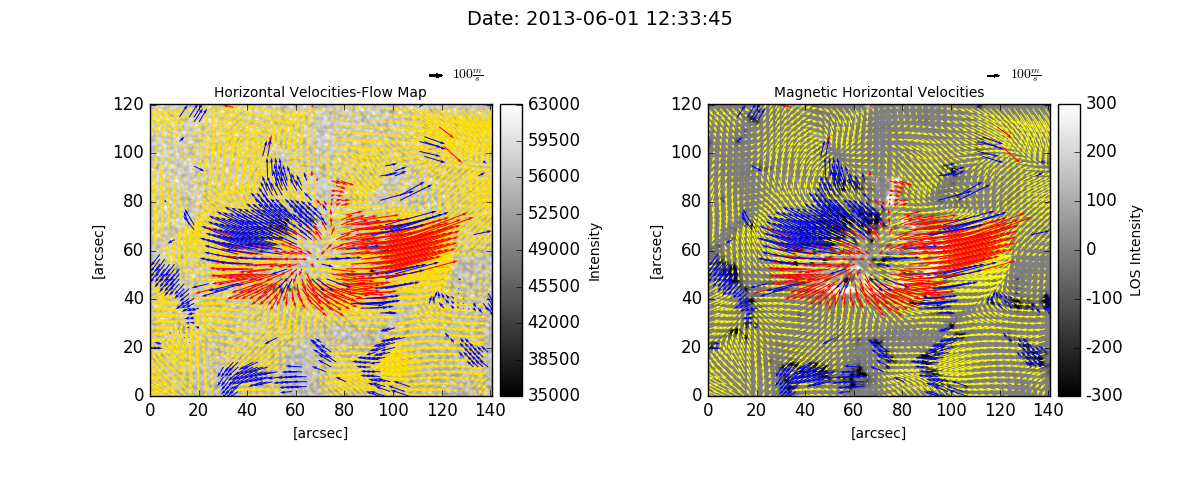 Date: 2013-06-01 12:33:45
100 m/s
100 m/s
Horizontal Velocities-Flow Map
Magnetic Horizontal Velocities
120
100
80
60
40
20
0
[arcsec]
0 20 40 60 80 100 120 140
[arcsec]
63000
59500
56000
52500
49000
45500
42000
38500
35000
Intensity
120
100
80
60
40
20
0
[arcsec]
0 20 40 60 80 100 120 140
[arcsec]
300
200
100
0
-100
-200
-300
LOS Intensity